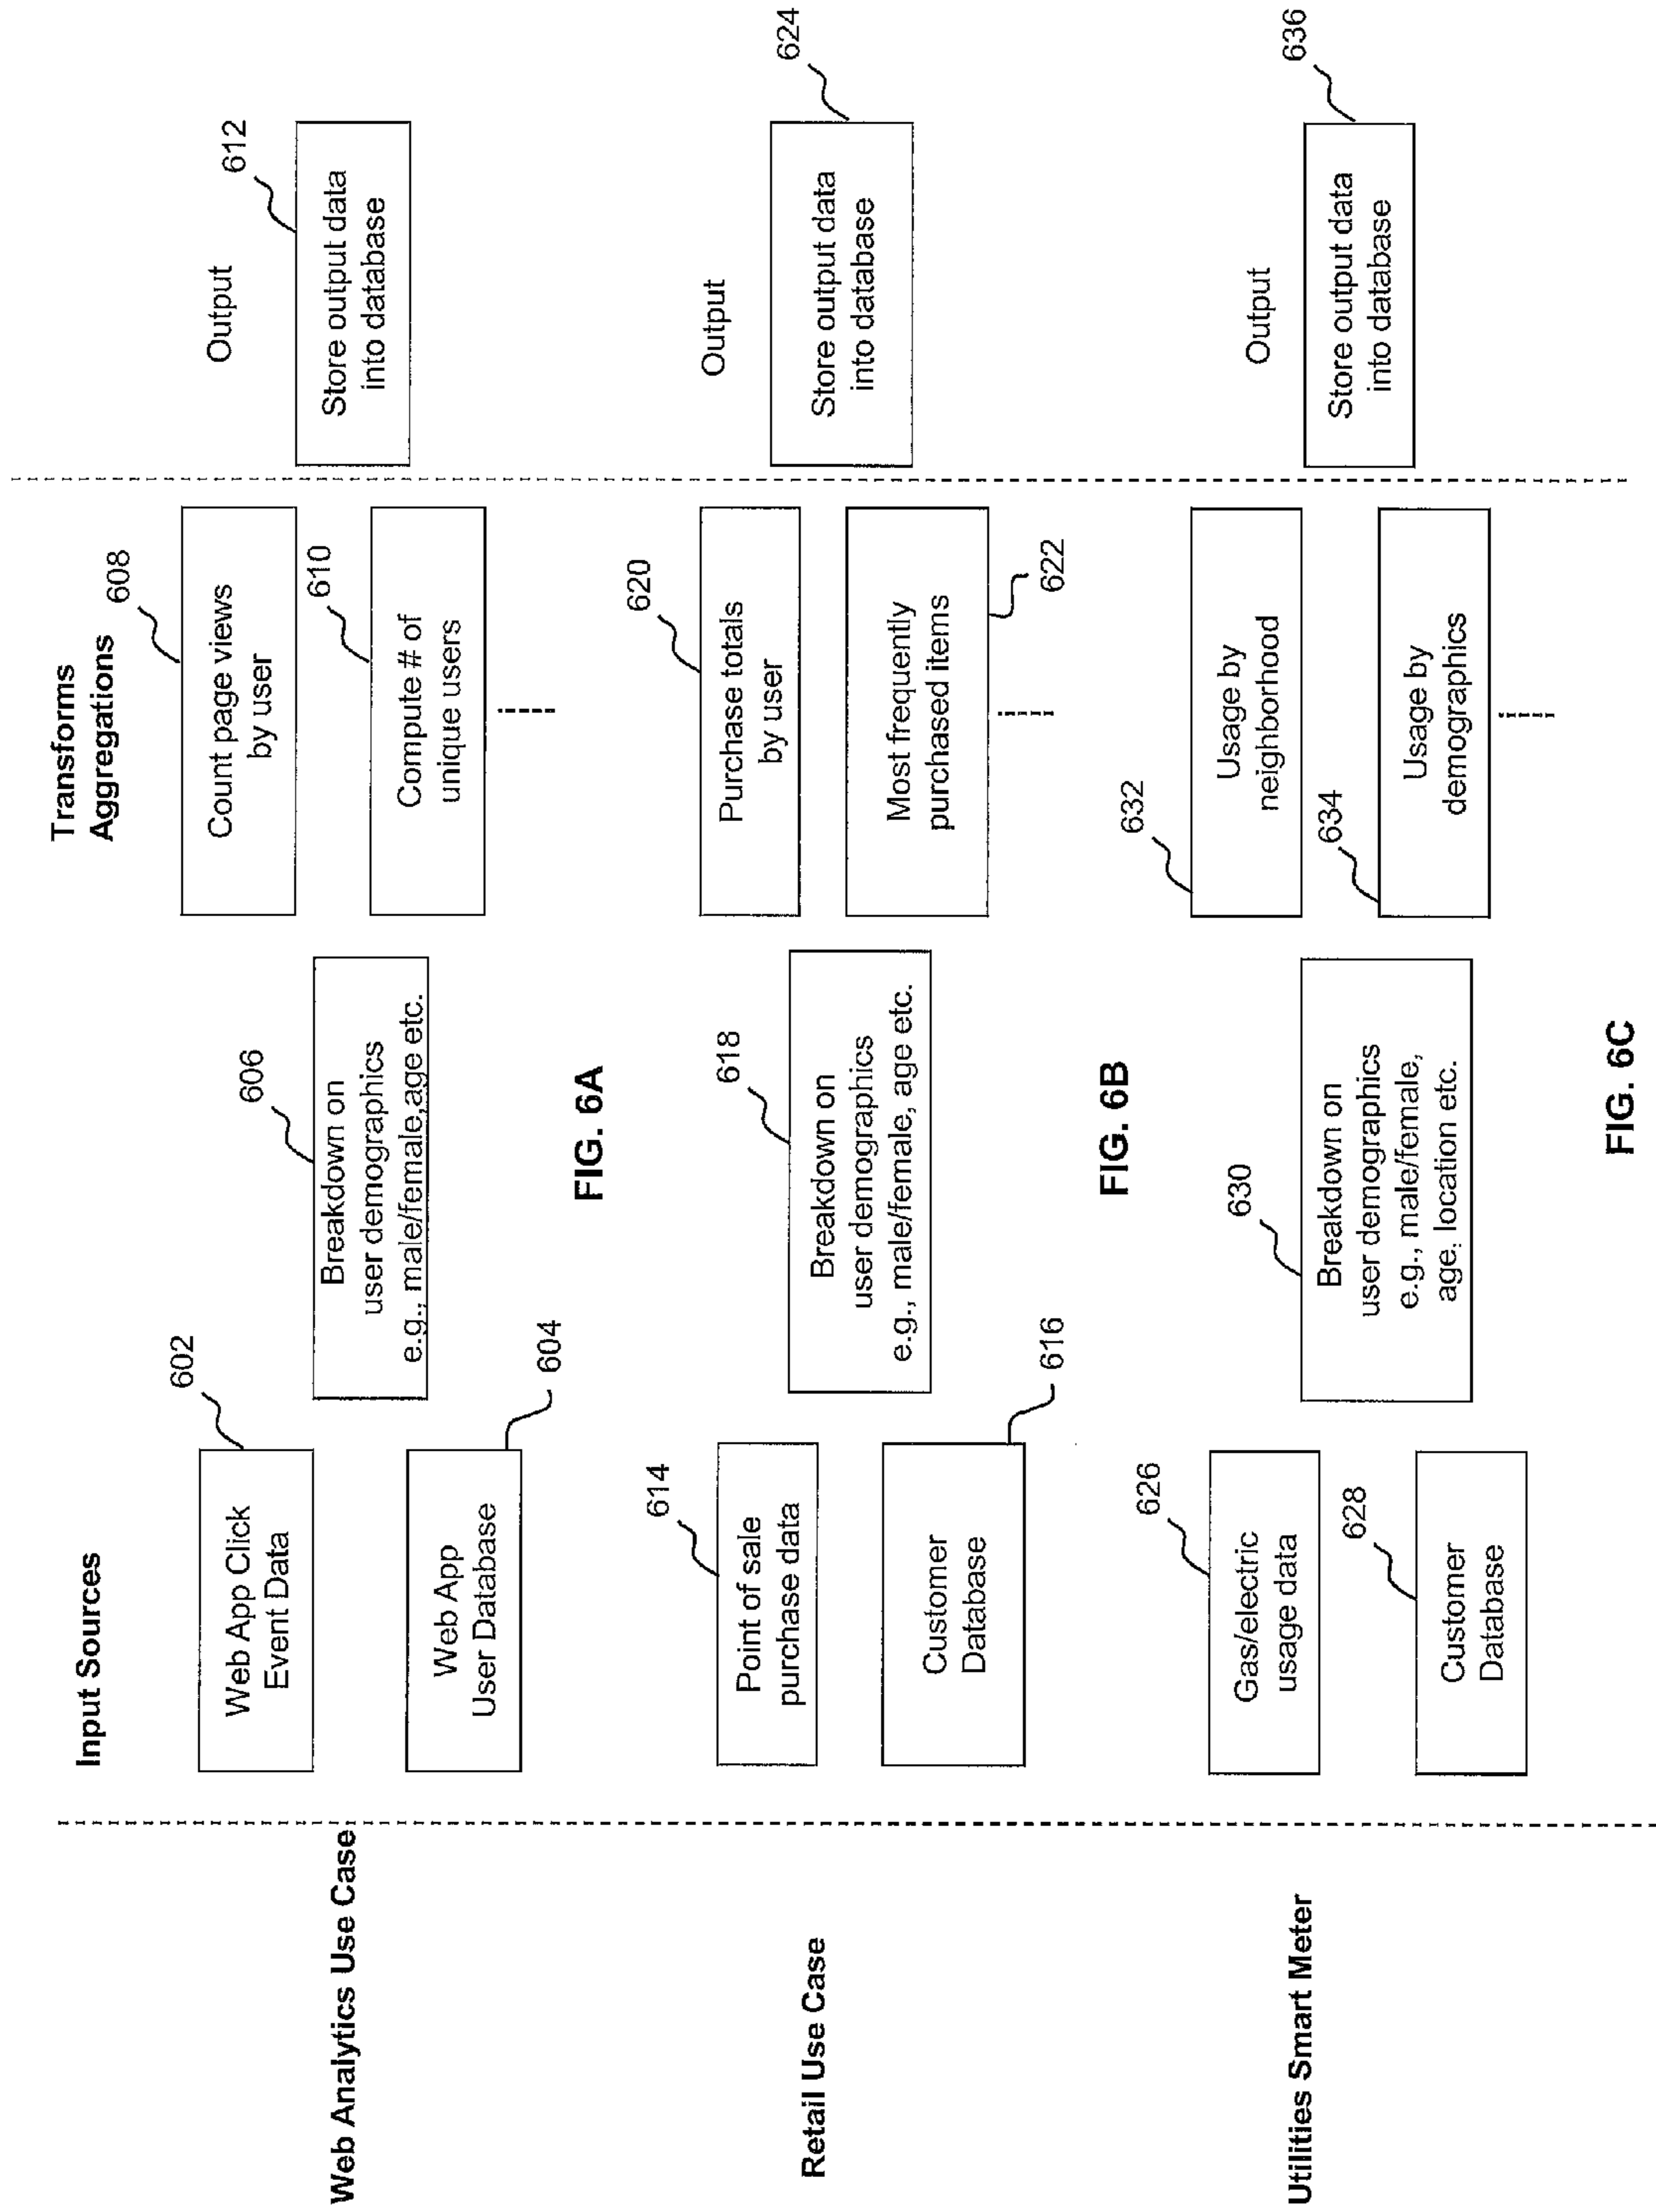 Input Sources
Transforms
Aggregations
Web Analytics Use Case
602
Web App Click
Event Data
604
Web App
User Database
606
Breakdown on
user demographics
e.g., male/female,age etc.
608
Count page views
by user
610
Compute # of
unique users
Output
612
Store output data
into database
FIG. 6A
Retail Use Case
614
Point of sale
purchase data
616
Customer
Database
618
Breakdown on
user demographics
e.g., male/female, age etc.
620
Purchase totals
by user
622
Most frequently
purchased items
Output
624
Store output data
into database
FIG. 6B
Utilities Smart Meter
626
Gas/electric
usage data
628
Customer
Database
630
Breakdown on
user demographics
e.g., male/female,
age, location etc.
632
Usage by
neighborhood
634
Usage by
demographics
Output
636
Store output data
into database
FIG. 6C